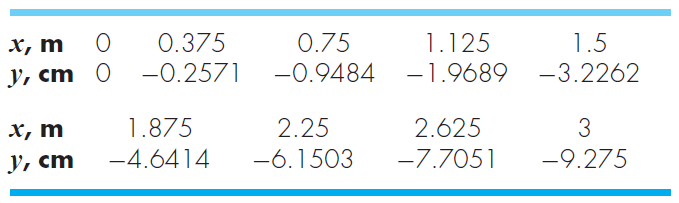 x, m 0 0.375 0.75 1.125 1.5
y, cm 0 −0.2571 −0.9484 −1.9689 −3.2262
x, m 1.875 2.25 2.625 3
y, cm −4.6414 −6.1503 −7.7051 −9.275